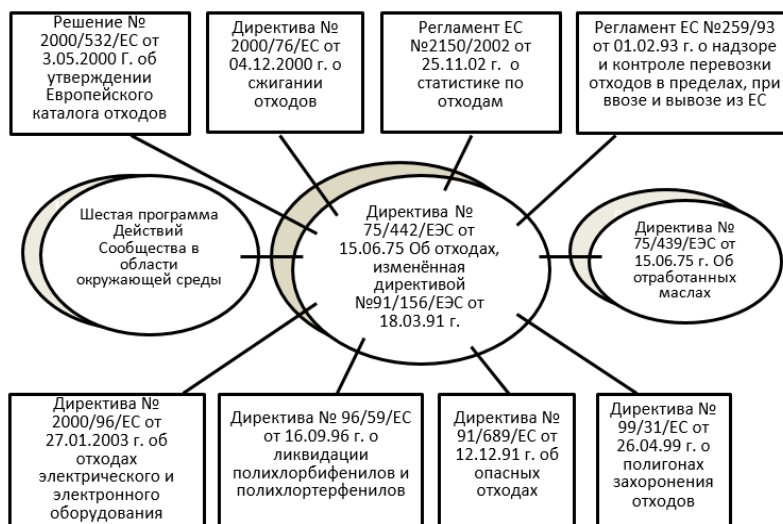 Решение №
2000/532/ЕС от
3.05.2000 Г. об
утверждении
Европейского
каталога отходов
Директива №
2000/76/ЕС от
04.12.2000 г. о
сжигании
отходов
Регламент ЕС
№2150/2002 от
25.11.02 г. о
статистике по
отходам
Регламент ЕС №259/93
от 01.02.93 г. о надзоре
и контроле перевозки
отходов в пределах, при
ввозе и вывозе из ЕС
Шестая программа
Действий
Сообщества в
области
окружающей среды
Директива №
75/442/ЕЭС от
15.06.75 Об отходах,
изменённая
директивой
№91/156/ЕЭС от
18.03.91 г.
Директива №
75/439/ЕЭС от
15.06.75 г. Об
отработанных
маслах
Директива №
2000/96/ЕС от
27.01.2003 г. об
отходах
электрического и
электронного
оборудования
Директива № 96/59/ЕС
от 16.09.96 г. о
ликвидации
полихлорбифенилов и
полихлортерфенилов
Директива №
91/689/ЕС от
12.12.91 г. об
опасных
отходах
Директива №
99/31/ЕС от
26.04.99 г. о
полигонах
захоронения
отходов